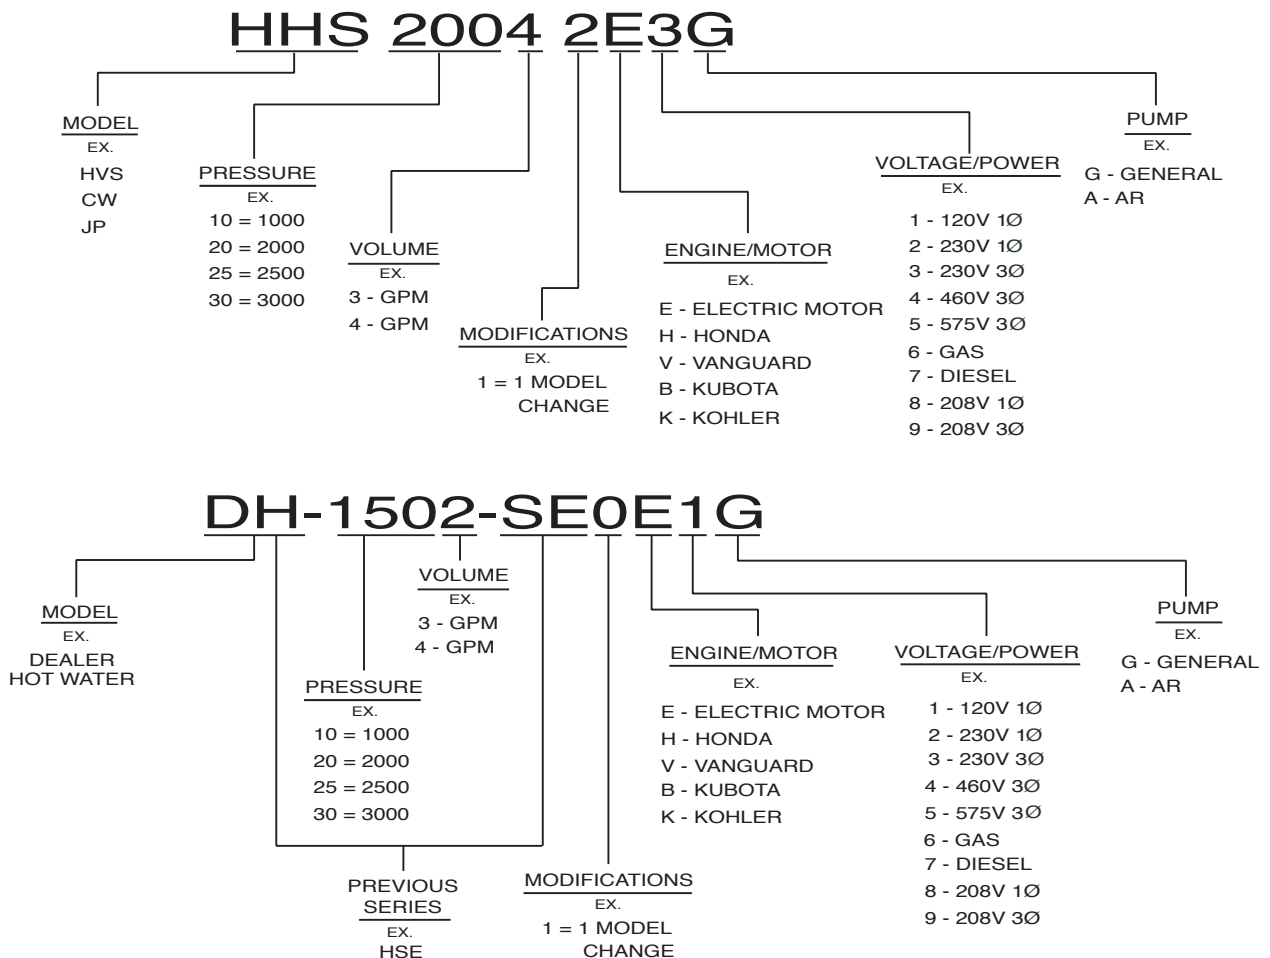 HHS 2004 2E3G
MODEL
EX.
HVS
CW
JP
PRESSURE
EX.
10 = 1000
20 = 2000
25 = 2500
30 = 3000
VOLUME
EX.
3 - GPM
4 - GPM
MODIFICATIONS
EX.
1 = 1 MODEL
CHANGE
ENGINE/MOTOR
EX.
E - ELECTRIC MOTOR
H - HONDA
V - VANGUARD
B - KUBOTA
K - KOHLER
VOLTAGE/POWER
EX.
1 - 120V 1Ø
2 - 230V 1Ø
3 - 230V 3Ø
4 - 460V 3Ø
5 - 575V 3Ø
6 - GAS
7 - DIESEL
8 - 208V 1Ø
9 - 208V 3Ø
PUMP
EX.
G - GENERAL
A - AR
DH-1502-SE0E1G
MODEL
EX.
DEALER
HOT WATER
PRESSURE
EX.
10 = 1000
20 = 2000
25 = 2500
30 = 3000
VOLUME
EX.
3 - GPM
4 - GPM
PREVIOUS
SERIES
EX.
HSE
MODIFICATIONS
EX.
1 = 1 MODEL
CHANGE
ENGINE/MOTOR
EX.
E - ELECTRIC MOTOR
H - HONDA
V - VANGUARD
B - KUBOTA
K - KOHLER
VOLTAGE/POWER
EX.
1 - 120V 1Ø
2 - 230V 1Ø
3 - 230V 3Ø
4 - 460V 3Ø
5 - 575V 3Ø
6 - GAS
7 - DIESEL
8 - 208V 1Ø
9 - 208V 3Ø
PUMP
EX.
G - GENERAL
A - AR